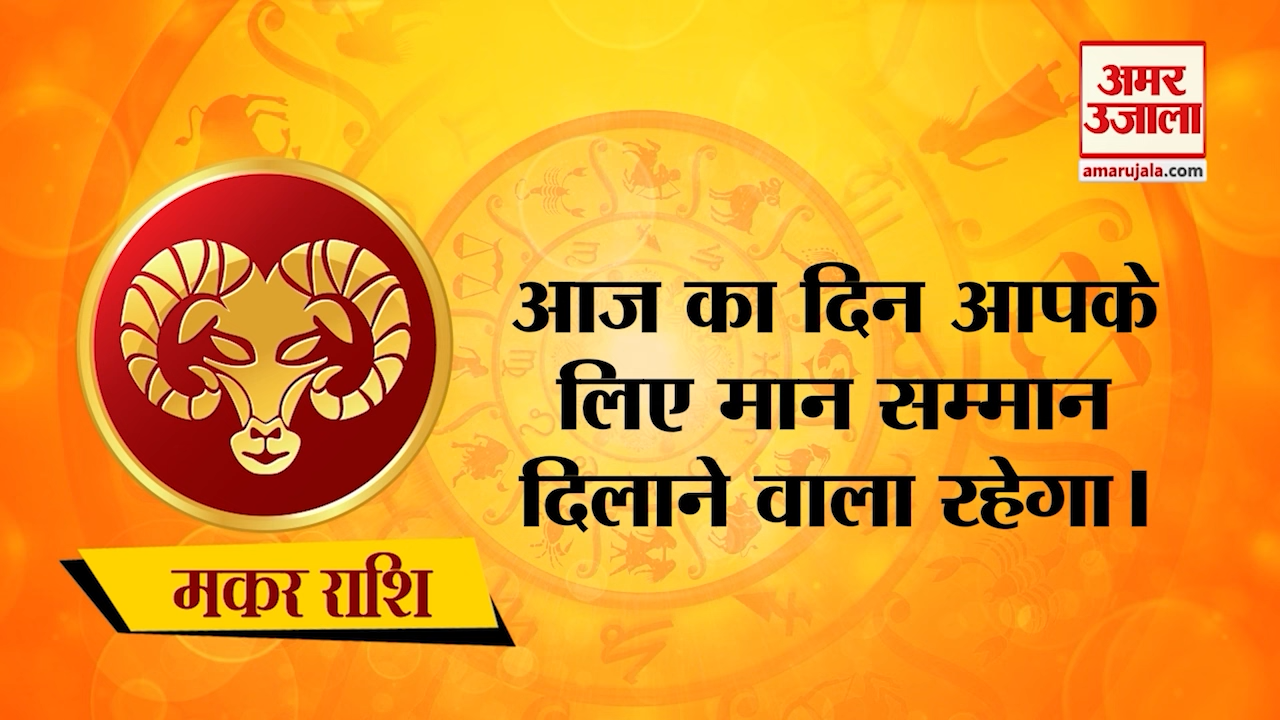 अमर
उजाला
amarujala.com
आज का दिन आपके
लिए मान सम्मान
दिलाने वाला रहेगा।
मकर राशि